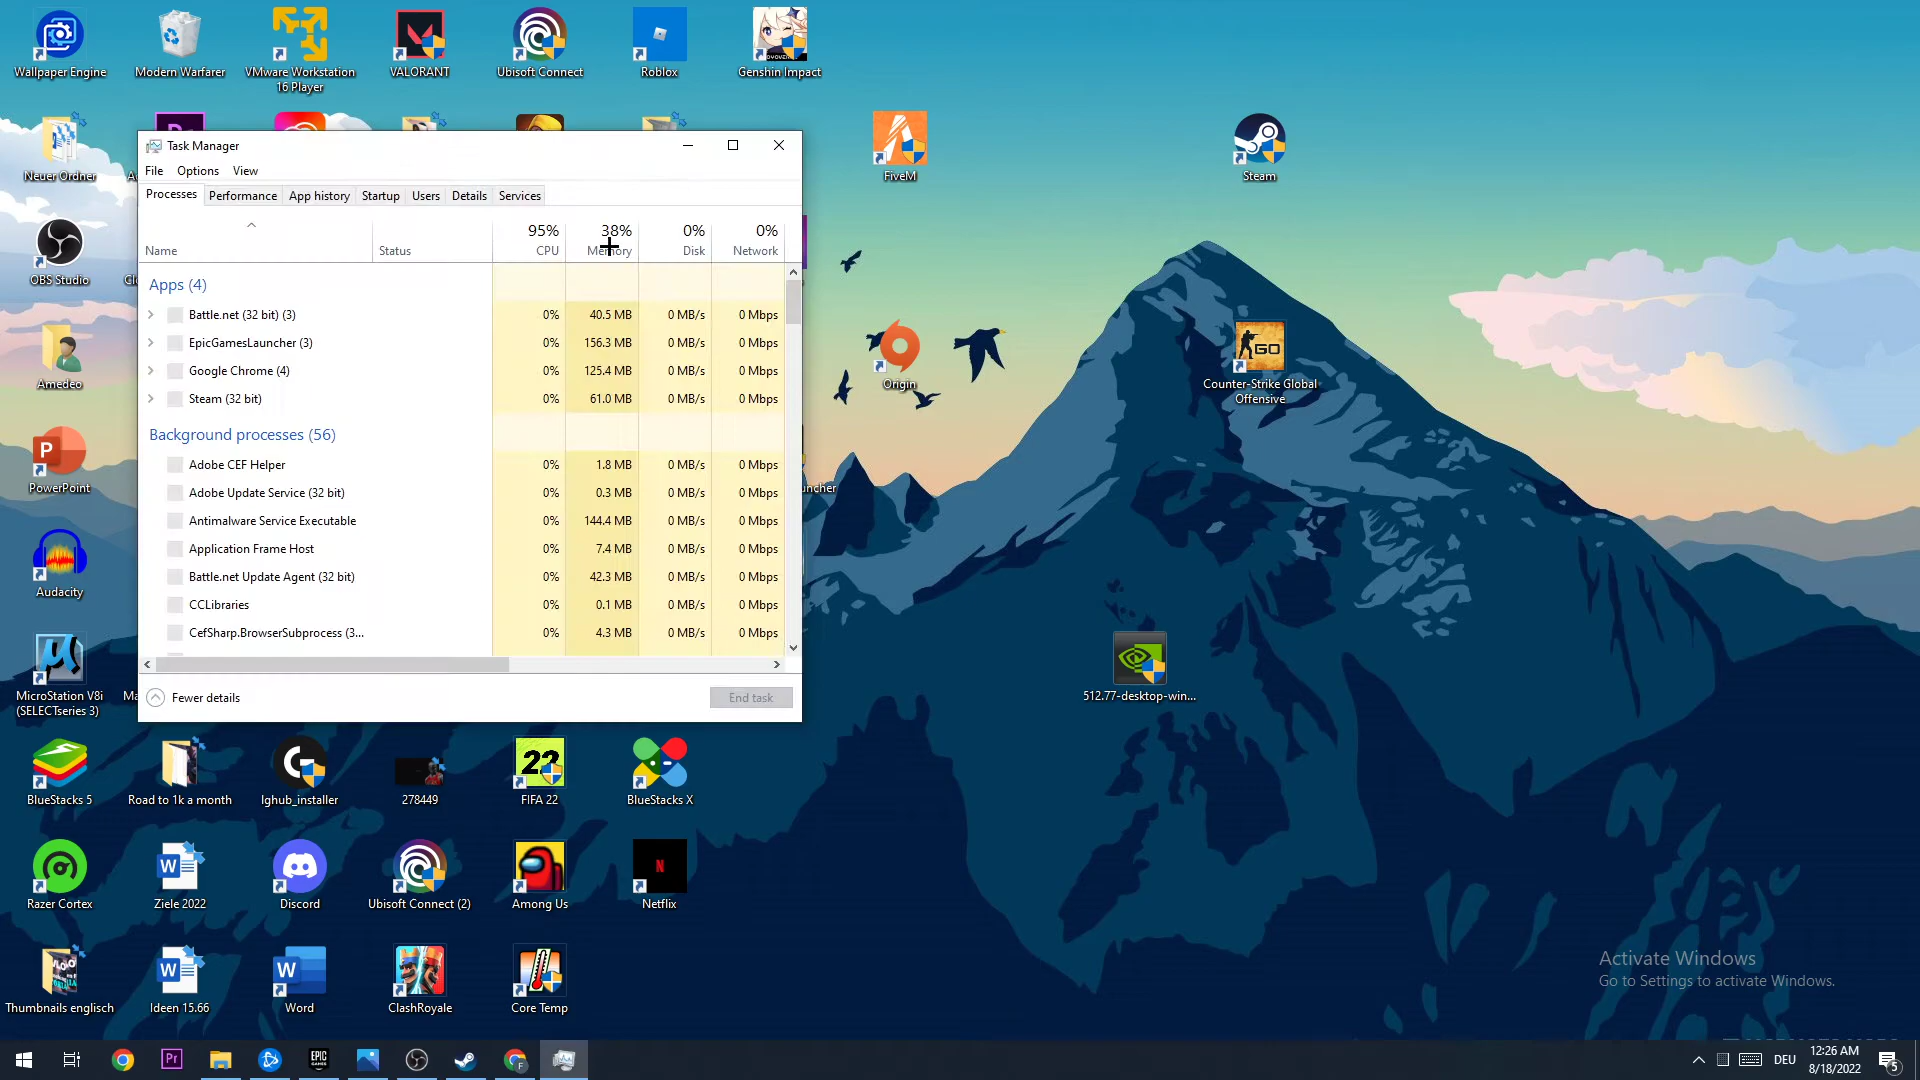 Wallpaper Engine
Modern Warfarer
VMware Workstation
16 Player
VALORANT
Ubisoft Connect
Roblox
Genshin Impact
Neuer Ordner
FiveM
Steam
OBS Studio
Origin
Counter-Strike Global
Offensive
GO
Amedeo
PowerPoint
uncher
Audacity
MicroStation V8i
(SELECTseries 3)
512.77-desktop-win...
Task Manager
File Options View
Processes Performance App history Startup Users Details Services
95% 38% 0% 0%
Name Status CPU Memory Disk Network
Apps (4)
Battle.net (32 bit) (3) 0% 40.5 MB 0 MB/s 0 Mbps
EpicGamesLauncher (3) 0% 156.3 MB 0 MB/s 0 Mbps
Google Chrome (4) 0% 125.4 MB 0 MB/s 0 Mbps
Steam (32 bit) 0% 61.0 MB 0 MB/s 0 Mbps
Background processes (56)
Adobe CEF Helper 0% 1.8 MB 0 MB/s 0 Mbps
Adobe Update Service (32 bit) 0% 0.3 MB 0 MB/s 0 Mbps
Antimalware Service Executable 0% 144.4 MB 0 MB/s 0 Mbps
Application Frame Host 0% 7.4 MB 0 MB/s 0 Mbps
Battle.net Update Agent (32 bit) 0% 42.3 MB 0 MB/s 0 Mbps
CCLibraries 0% 0.1 MB 0 MB/s 0 Mbps
CefSharp.BrowserSubprocess (3... 0% 4.3 MB 0 MB/s 0 Mbps
Fewer details End task
BlueStacks 5
Road to 1k a month
lghub_installer
278449
22
FIFA 22
BlueStacks X
Razer Cortex
Ziele 2022
Discord
Ubisoft Connect (2)
Among Us
Netflix
Thumbnails englisch
Ideen 15.66
Word
ClashRoyale
Core Temp
Activate Windows
Go to Settings to activate Windows.
Pr
EPIC
GAMES
DEU
12:26 AM
8/18/2022
5